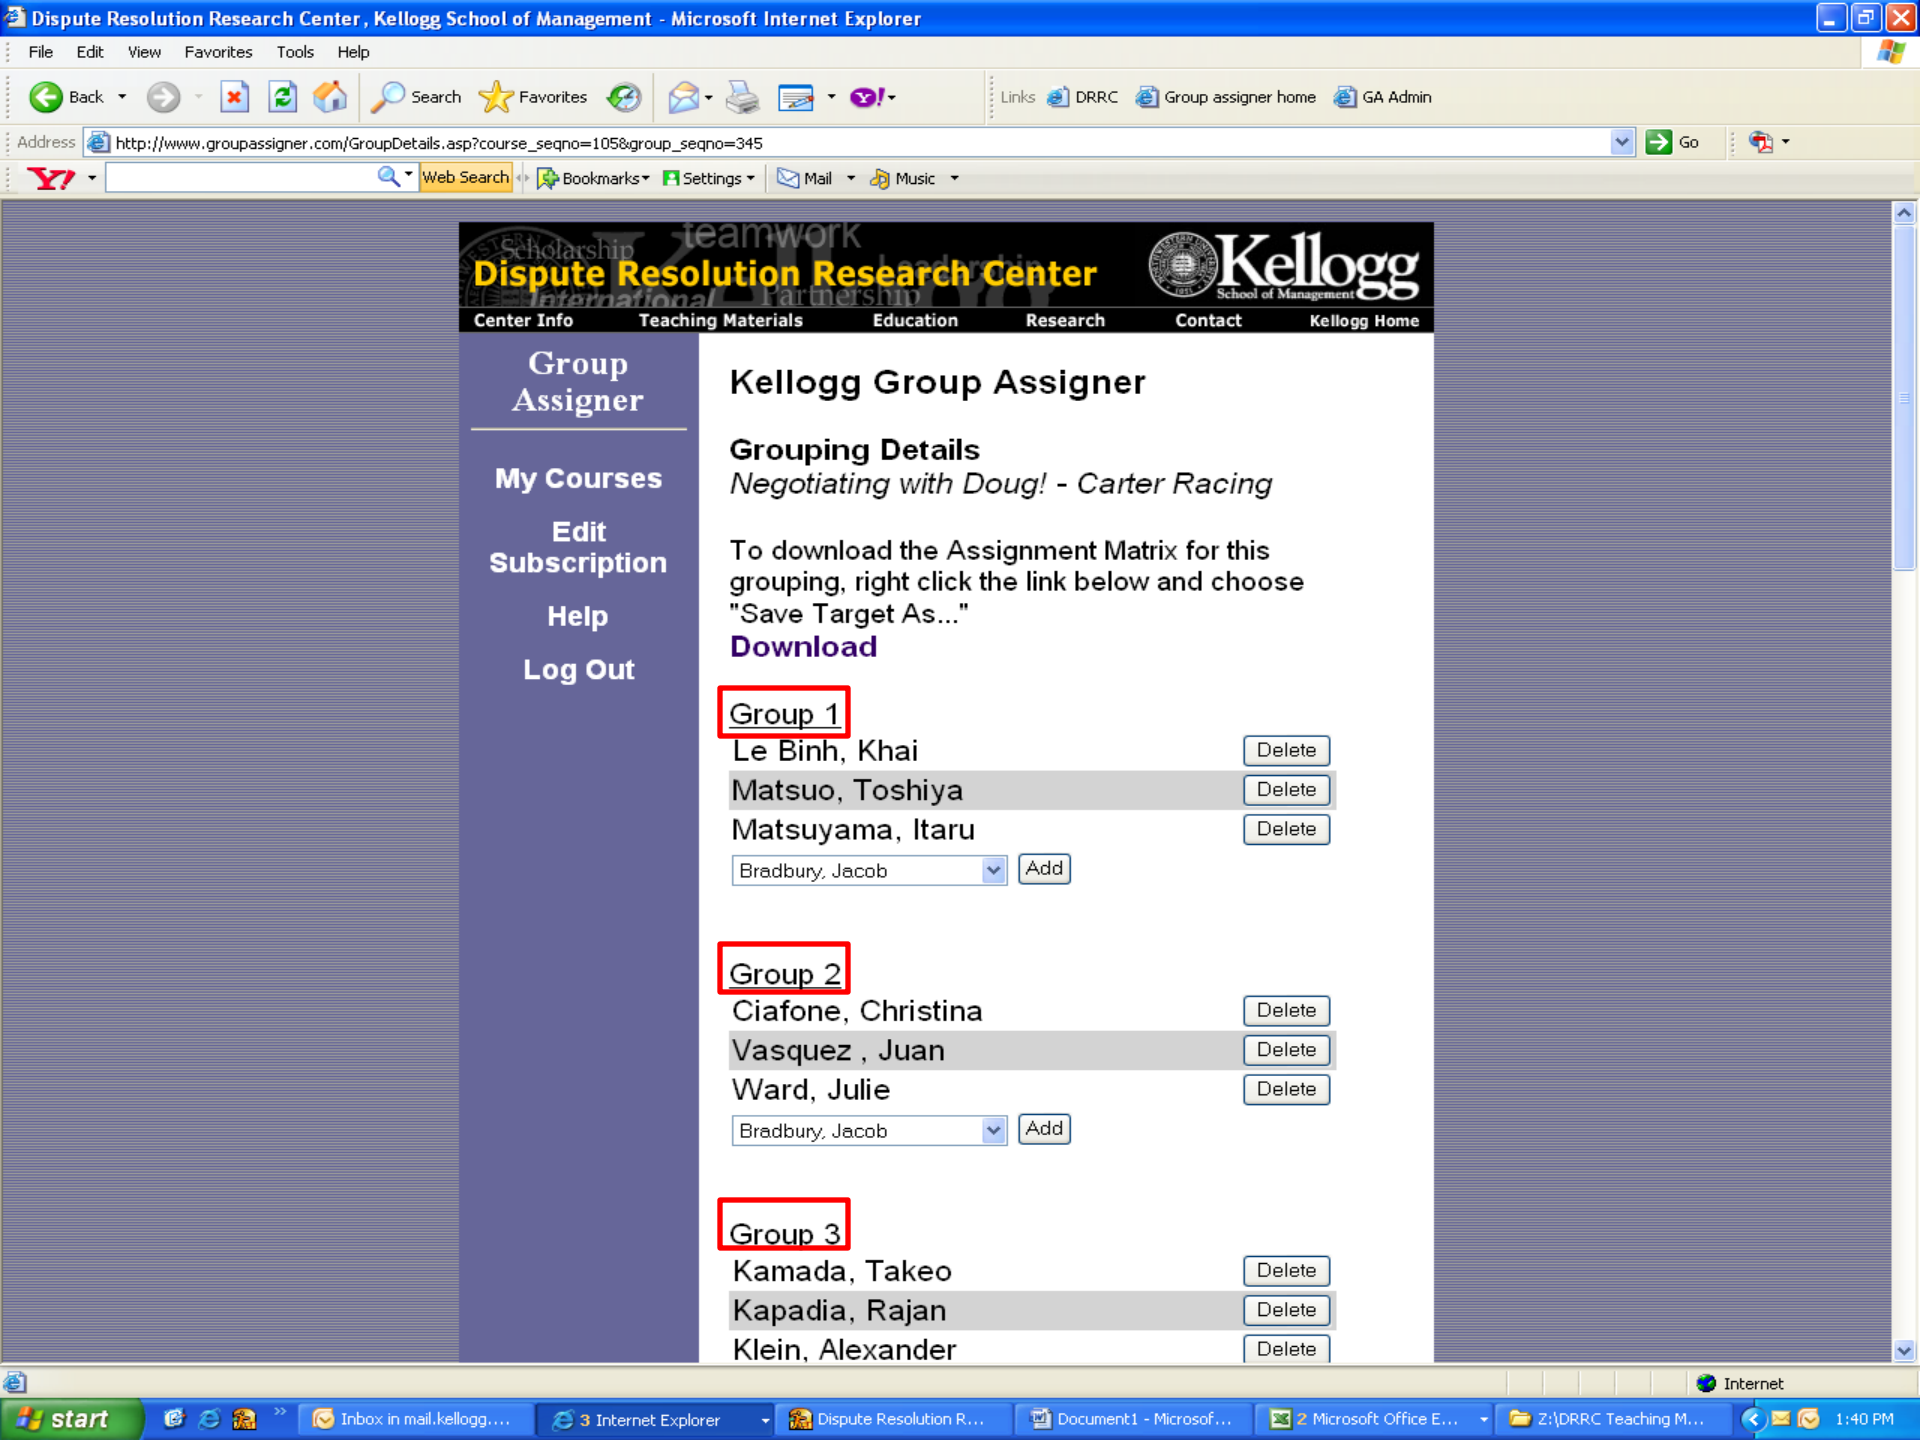 Dispute Resolution Research Center, Kellogg School of Management - Microsoft Internet Explorer
File Edit View Favorites Tools Help
Back Search Favorites Links DRRC Group assigner home GA Admin
Address http://www.groupassigner.com/GroupDetails.asp?course_seqno=105&group_seqno=345 Go
Y! Web Search Bookmarks Settings Mail Music
Scholarship teamwork Leadership
Dispute Resolution Research Center Kellogg
International Partnership School of Management
Center Info Teaching Materials Education Research Contact Kellogg Home
Group
Assigner
My Courses
Edit
Subscription
Help
Log Out
Kellogg Group Assigner
Grouping Details
Negotiating with Doug! - Carter Racing
To download the Assignment Matrix for this
grouping, right click the link below and choose
"Save Target As..."
Download
Group 1
Le Binh, Khai Delete
Matsuo, Toshiya Delete
Matsuyama, Itaru Delete
Bradbury, Jacob Add
Group 2
Ciafone, Christina Delete
Vasquez , Juan Delete
Ward, Julie Delete
Bradbury, Jacob Add
Group 3
Kamada, Takeo Delete
Kapadia, Rajan Delete
Klein, Alexander Delete
Internet
start Inbox in mail.kellogg.... 3 Internet Explorer Dispute Resolution R... Document1 - Microsof... 2 Microsoft Office E... Z:\DRRC Teaching M... 1:40 PM